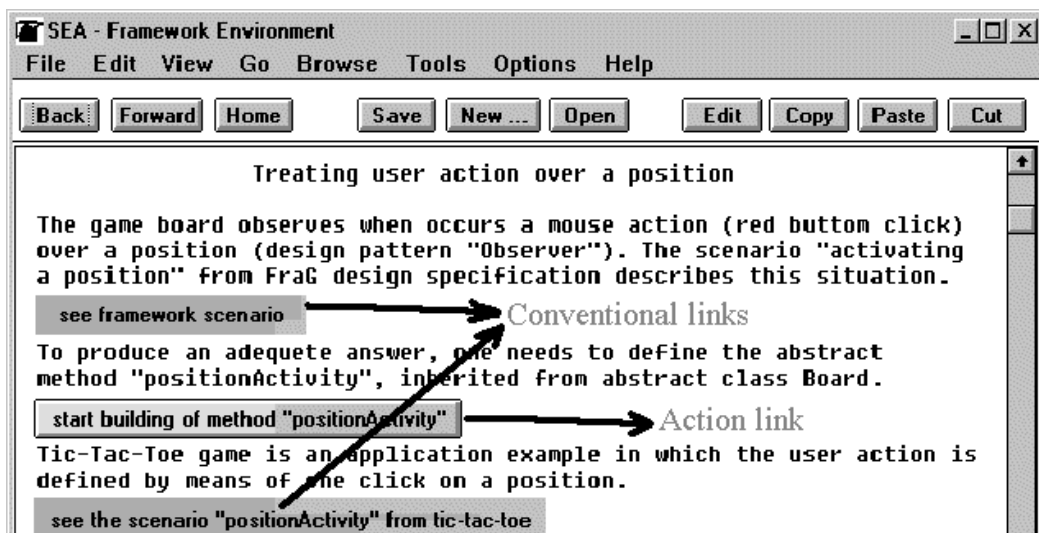 SEA - Framework Environment
File Edit View Go Browse Tools Options Help
Back Forward Home Save New ... Open Edit Copy Paste Cut
Treating user action over a position
The game board observes when occurs a mouse action (red buttom click)
over a position (design pattern "Observer"). The scenario "activating
a position" from FraG design specification describes this situation.
see framework scenario
Conventional links
To produce an adequete answer, one needs to define the abstract
method "positionActivity", inherited from abstract class Board.
start building of method "positionActivity"
Action link
Tic-Tac-Toe game is an application example in which the user action is
defined by means of one click on a position.
see the scenario "positionActivity" from tic-tac-toe